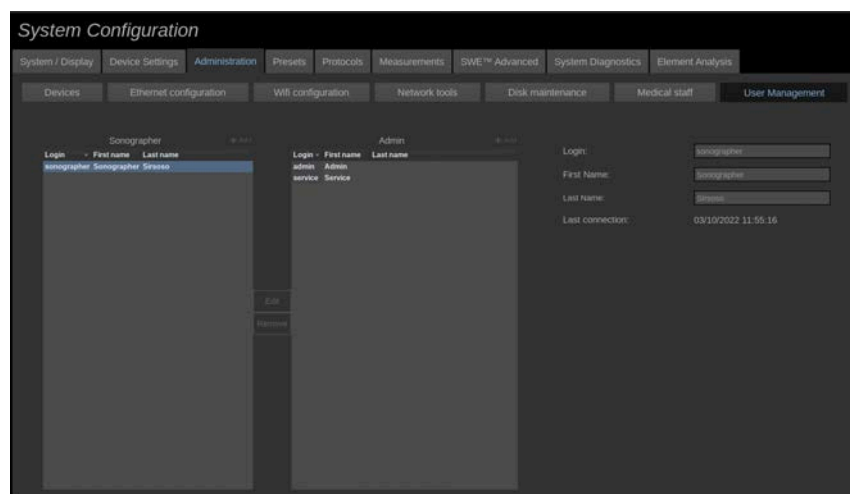 System Configuration
System / Display Device Settings Administration Presets Protocols Measurements SWE™ Advanced System Diagnostics Element Analysis
Devices Ethernet configuration Wifi configuration Network tools Disk maintenance Medical staff User Management
Sonographer Add
Login First name Last name
sonographer Sonographer Sirsoso
Admin Add
Login First name Last name
admin Admin
service Service
Edit
Remove
Login: sonographer
First Name: Sonographer
Last Name: Sirsoso
Last connection: 03/10/2022 11:55:16